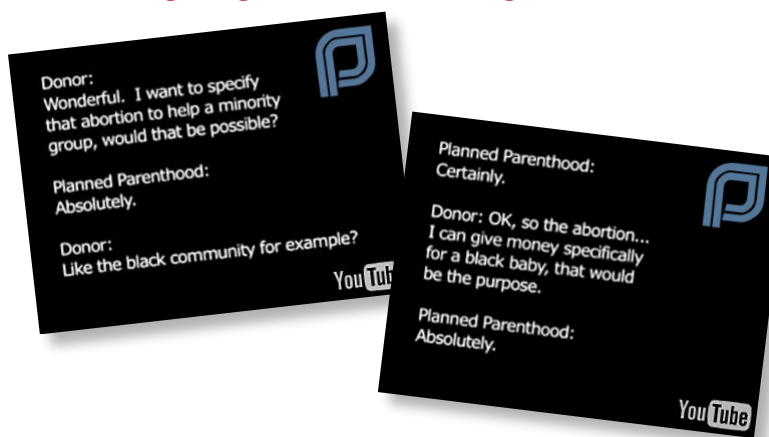 Donor:
Wonderful.  I want to specify
that abortion to help a minority
group, would that be possible?
Planned Parenthood:
Absolutely.
Donor:
Like the black community for example?
YouTube
Planned Parenthood:
Certainly.
Donor: OK, so the abortion...
I can give money specifically
for a black baby, that would
be the purpose.
Planned Parenthood:
Absolutely.
YouTube